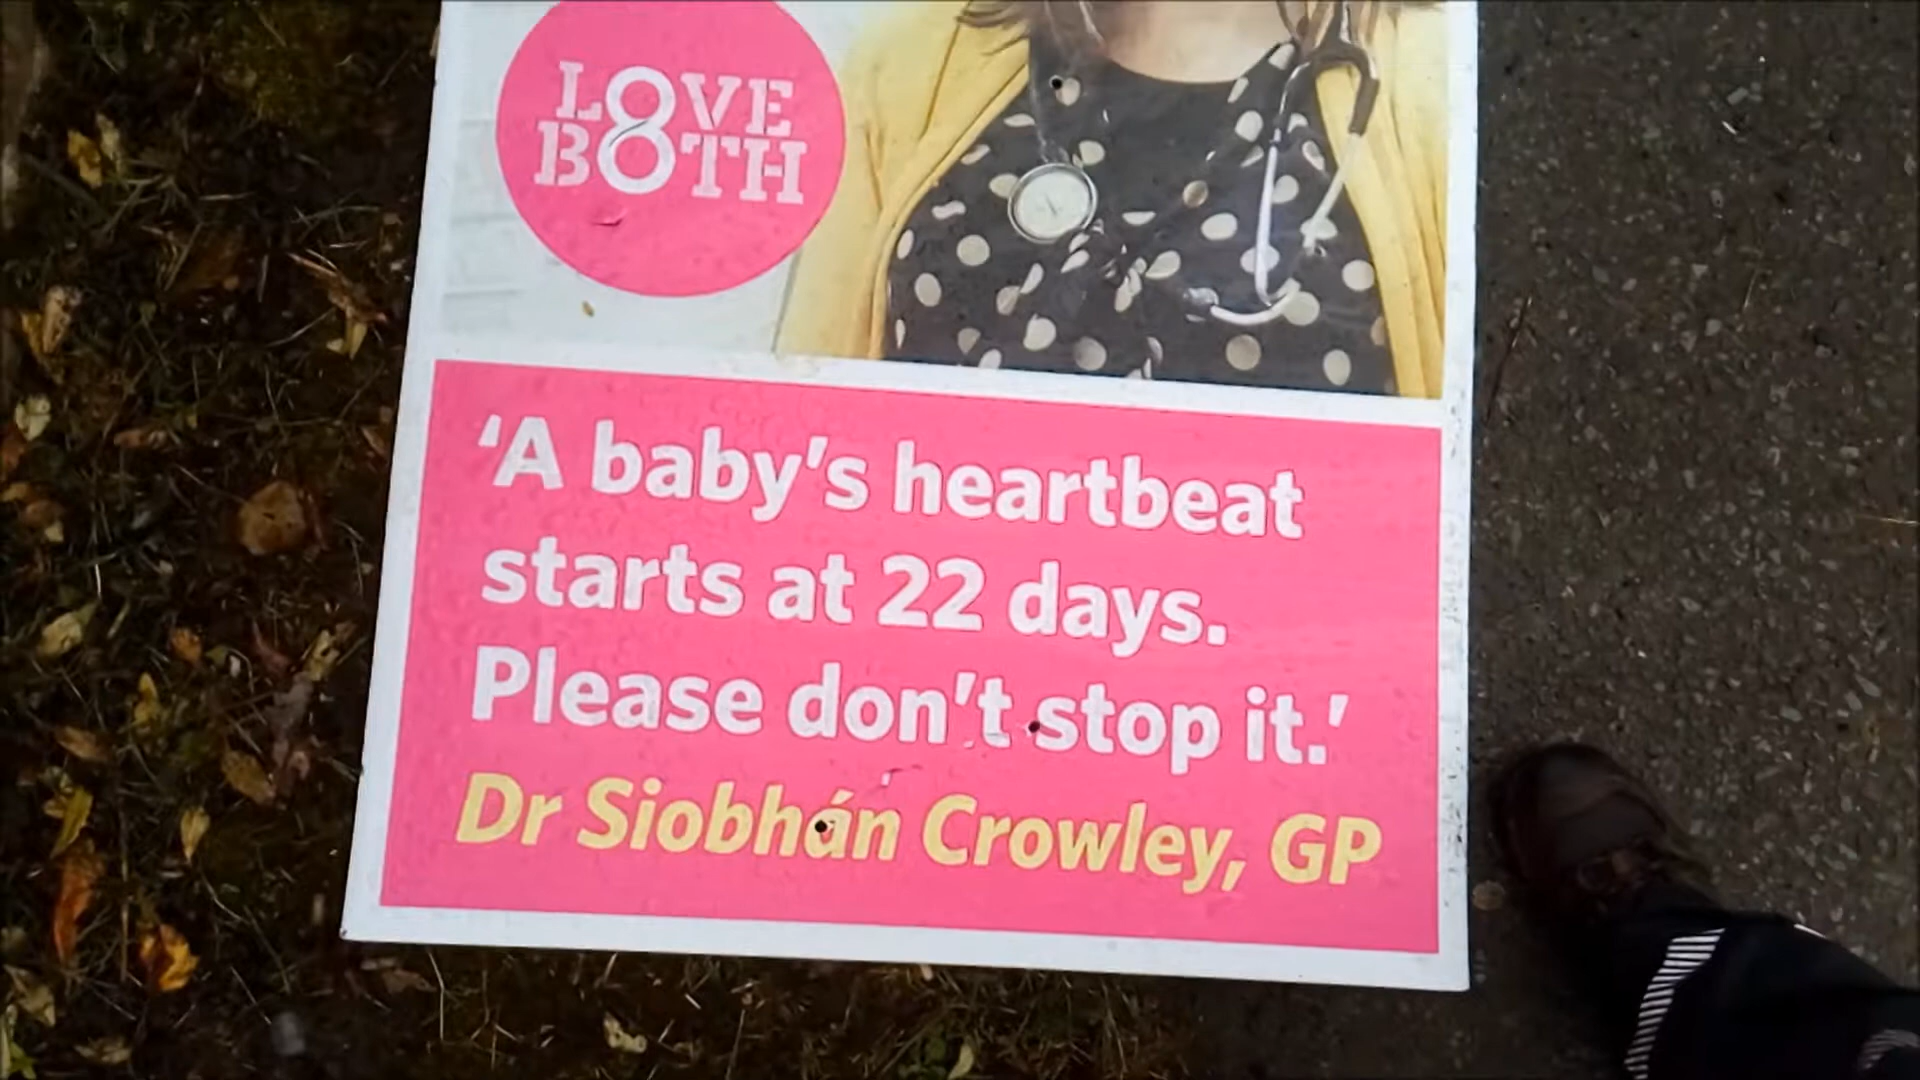 LOVE
BOTH
‘A baby’s heartbeat
starts at 22 days.
Please don’t stop it.’
Dr Siobhán Crowley, GP